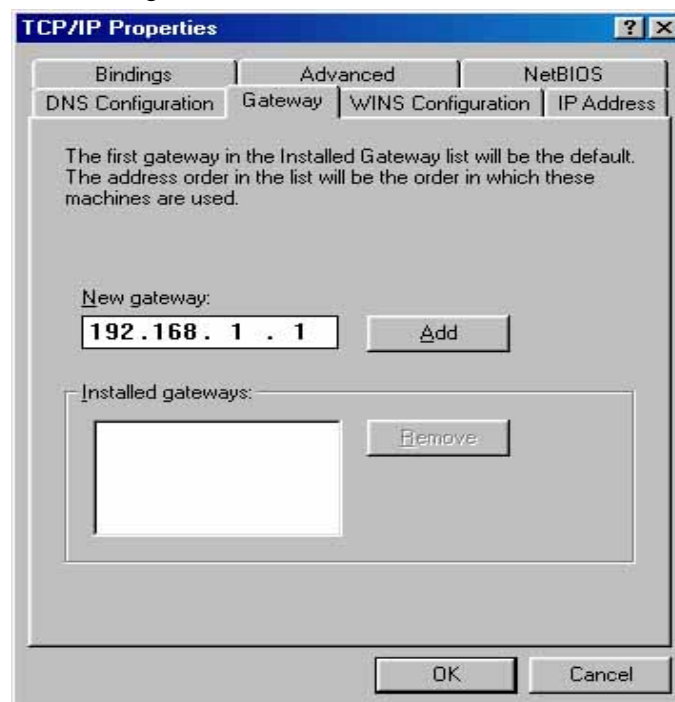 TCP/IP Properties
Bindings Advanced NetBIOS
DNS Configuration Gateway WINS Configuration IP Address
The first gateway in the Installed Gateway list will be the default.
The address order in the list will be the order in which these
machines are used.
New gateway:
192.168. 1 . 1 Add
Installed gateways:
Remove
OK Cancel